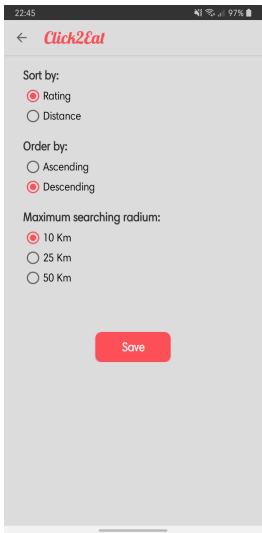 22:45 97%
Click2Eat
Sort by:
Rating
Distance
Order by:
Ascending
Descending
Maximum searching radium:
10 Km
25 Km
50 Km
Save